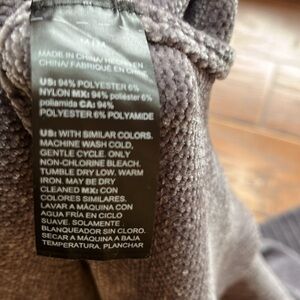 MADE IN CHINA/HECHO EN
CHINA/FABRIQUÉ EN CHINE
US: 94% POLYESTER 6%
NYLON MX: 94% poliéster 6%
poliamida CA: 94%
POLYESTER 6% POLYAMIDE
US: WITH SIMILAR COLORS.
MACHINE WASH COLD,
GENTLE CYCLE. ONLY
NON-CHLORINE BLEACH.
TUMBLE DRY LOW. WARM
IRON. MAY BE DRY
CLEANED MX: CON
COLORES SIMILARES.
LAVAR A MÁQUINA CON
AGUA FRÍA EN CICLO
SUAVE. SOLAMENTE
BLANQUEADOR SIN CLORO.
SECAR A MÁQUINA A BAJA
TEMPERATURA. PLANCHAR